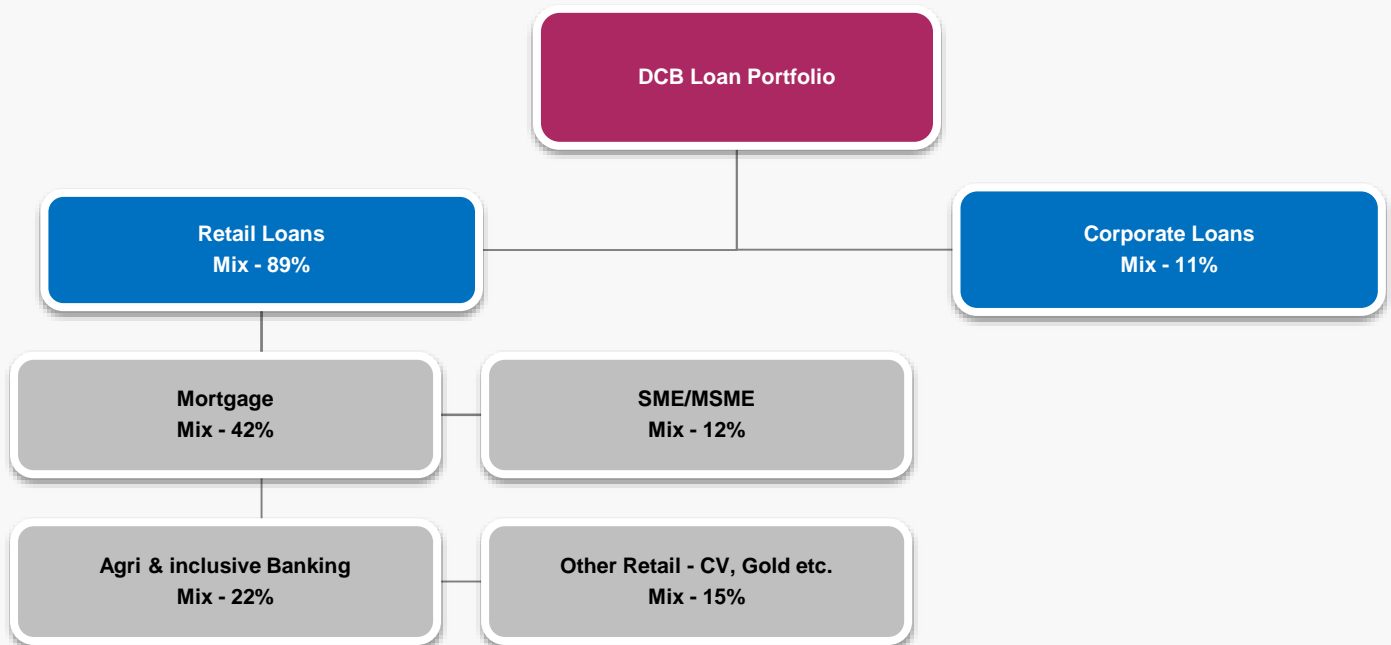 DCB Loan Portfolio
Retail Loans
Mix - 89%
Corporate Loans
Mix - 11%
Mortgage
Mix - 42%
SME/MSME
Mix - 12%
Agri & inclusive Banking
Mix - 22%
Other Retail - CV, Gold etc.
Mix - 15%